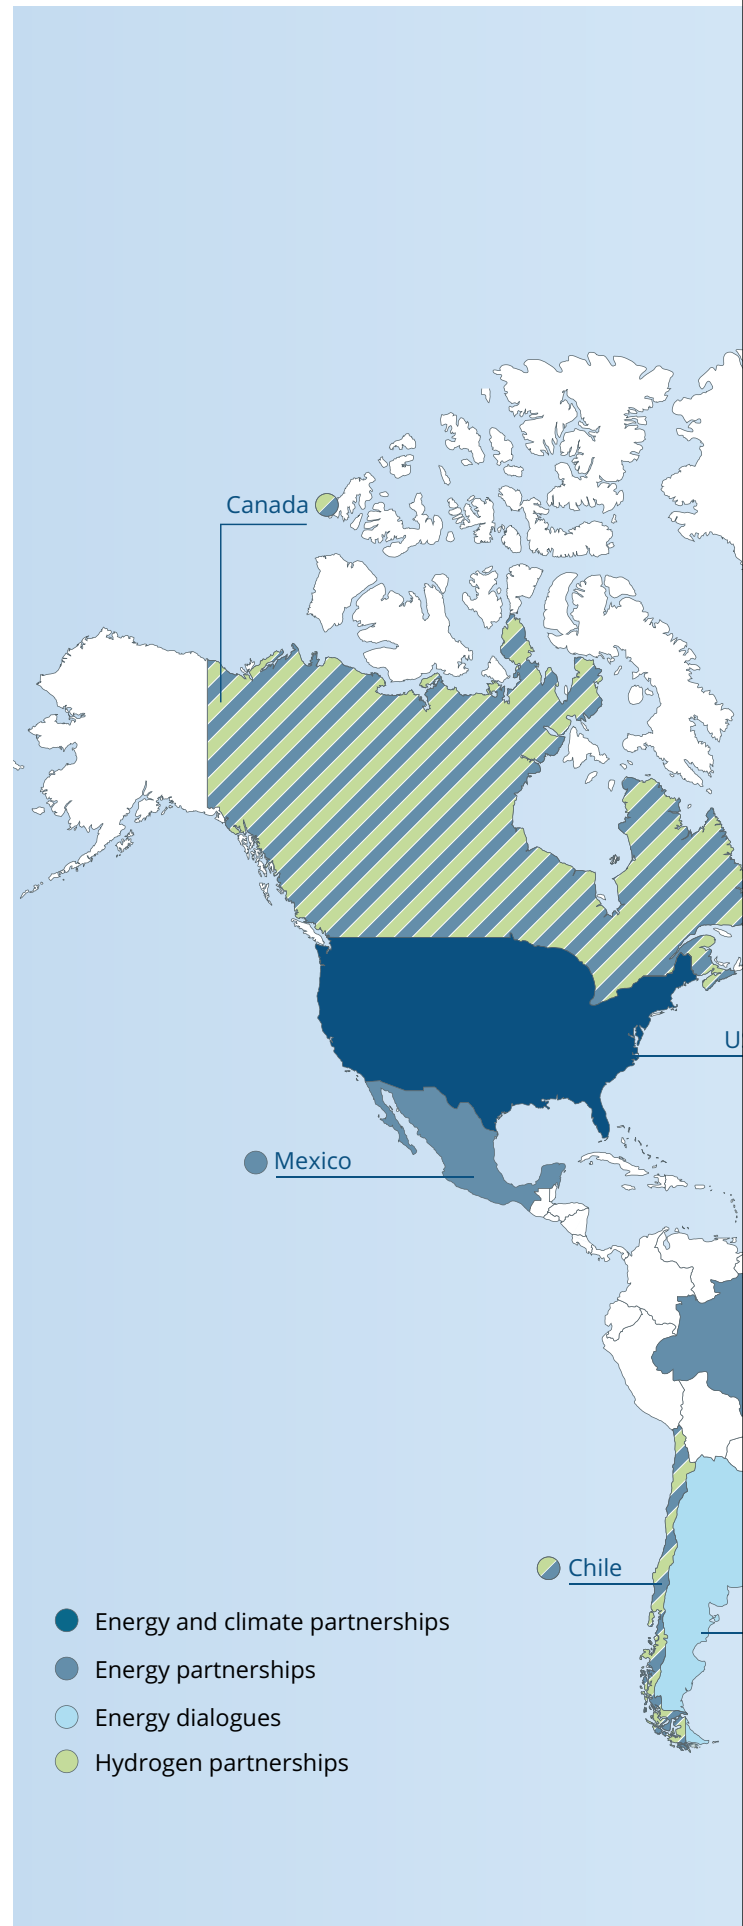 Canada
U
Mexico
Chile
Energy and climate partnerships
Energy partnerships
Energy dialogues
Hydrogen partnerships